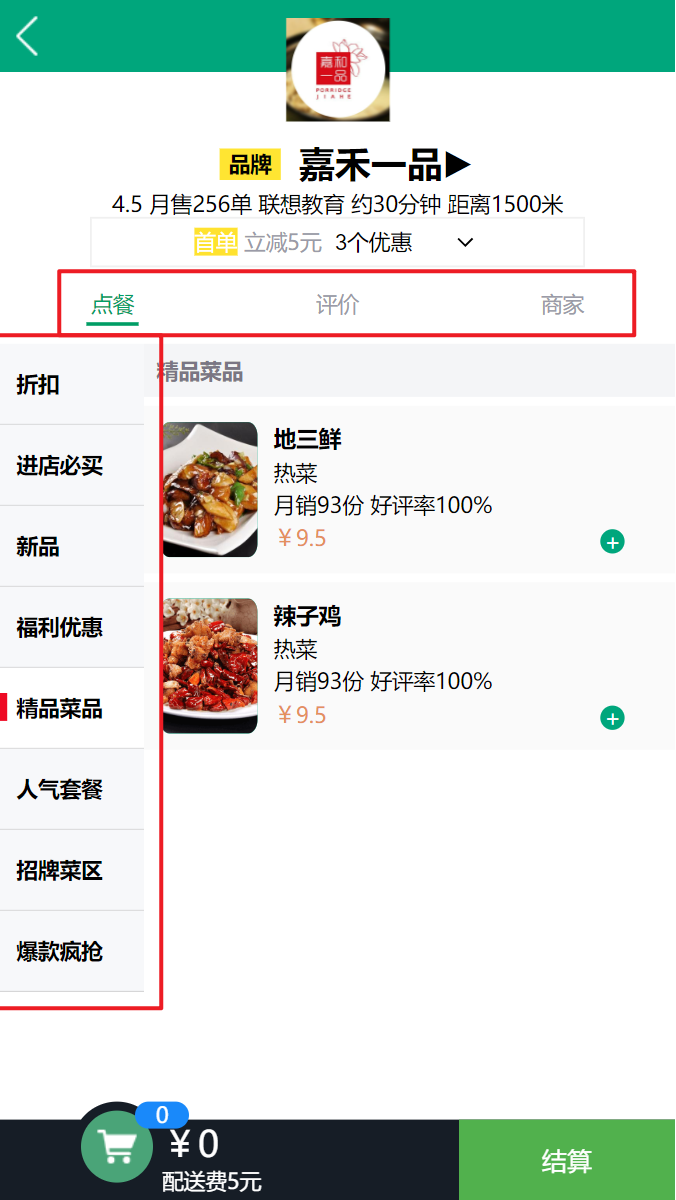 嘉和
一品
PORRIDGE
JIAHE
品牌 嘉禾一品▶
4.5 月售256单 联想教育 约30分钟 距离1500米
首单 立减5元 3个优惠
点餐 评价 商家
折扣
进店必买
新品
福利优惠
精品菜品
人气套餐
招牌菜区
爆款疯抢
精品菜品
地三鲜
热菜
月销93份 好评率100%
￥9.5
辣子鸡
热菜
月销93份 好评率100%
￥9.5
0
￥0
配送费5元
结算